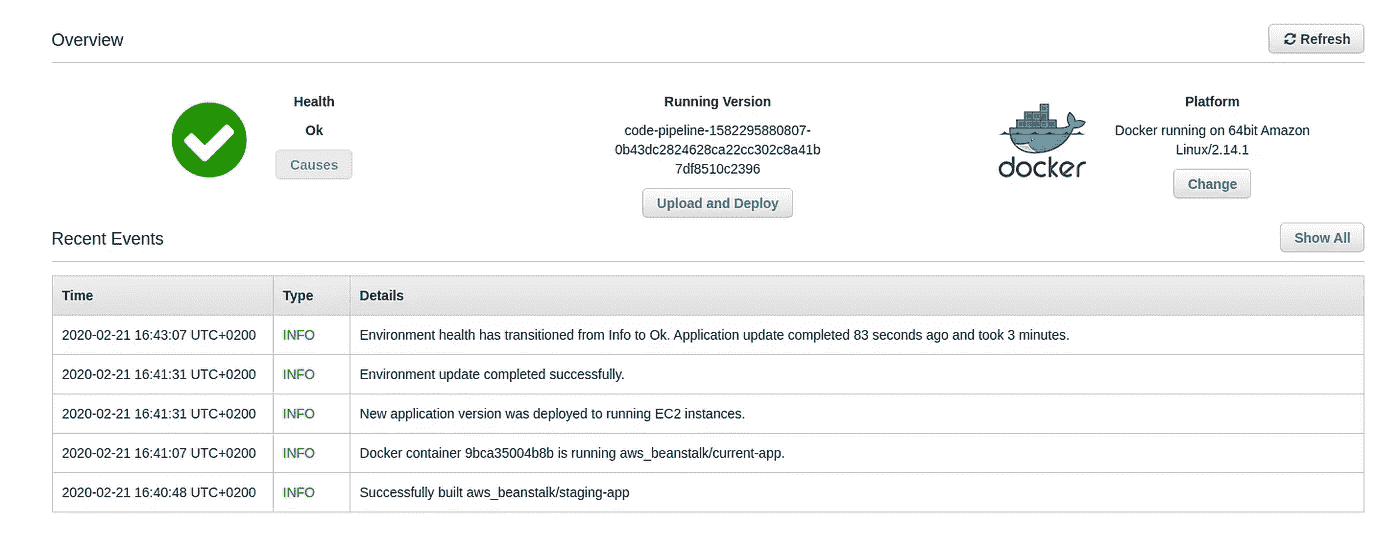 Overview
Refresh
Health
Ok
Causes
Running Version
code-pipeline-1582295880807-
0b43dc2824628ca22cc302c8a41b
7df8510c2396
Upload and Deploy
docker
Platform
Docker running on 64bit Amazon
Linux/2.14.1
Change
Recent Events
Show All
Time Type Details
2020-02-21 16:43:07 UTC+0200 INFO Environment health has transitioned from Info to Ok. Application update completed 83 seconds ago and took 3 minutes.
2020-02-21 16:41:31 UTC+0200 INFO Environment update completed successfully.
2020-02-21 16:41:31 UTC+0200 INFO New application version was deployed to running EC2 instances.
2020-02-21 16:41:07 UTC+0200 INFO Docker container 9bca35004b8b is running aws_beanstalk/current-app.
2020-02-21 16:40:48 UTC+0200 INFO Successfully built aws_beanstalk/staging-app